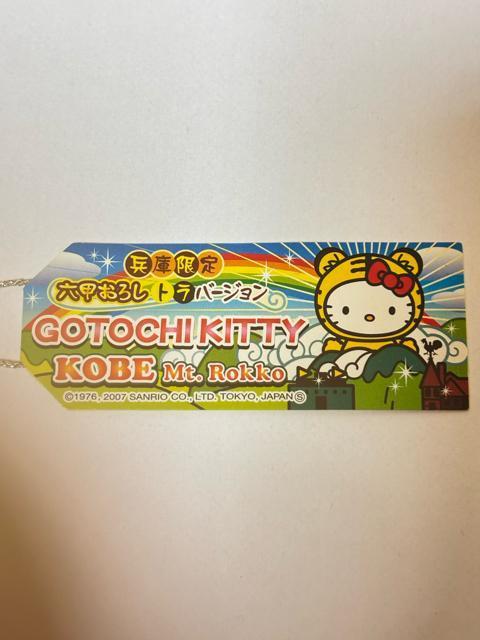 兵庫限定
六甲おろしトラバージョン
GOTOCHI KITTY
KOBE Mt. Rokko
©1976, 2007 SANRIO CO., LTD. TOKYO, JAPAN Ⓢ